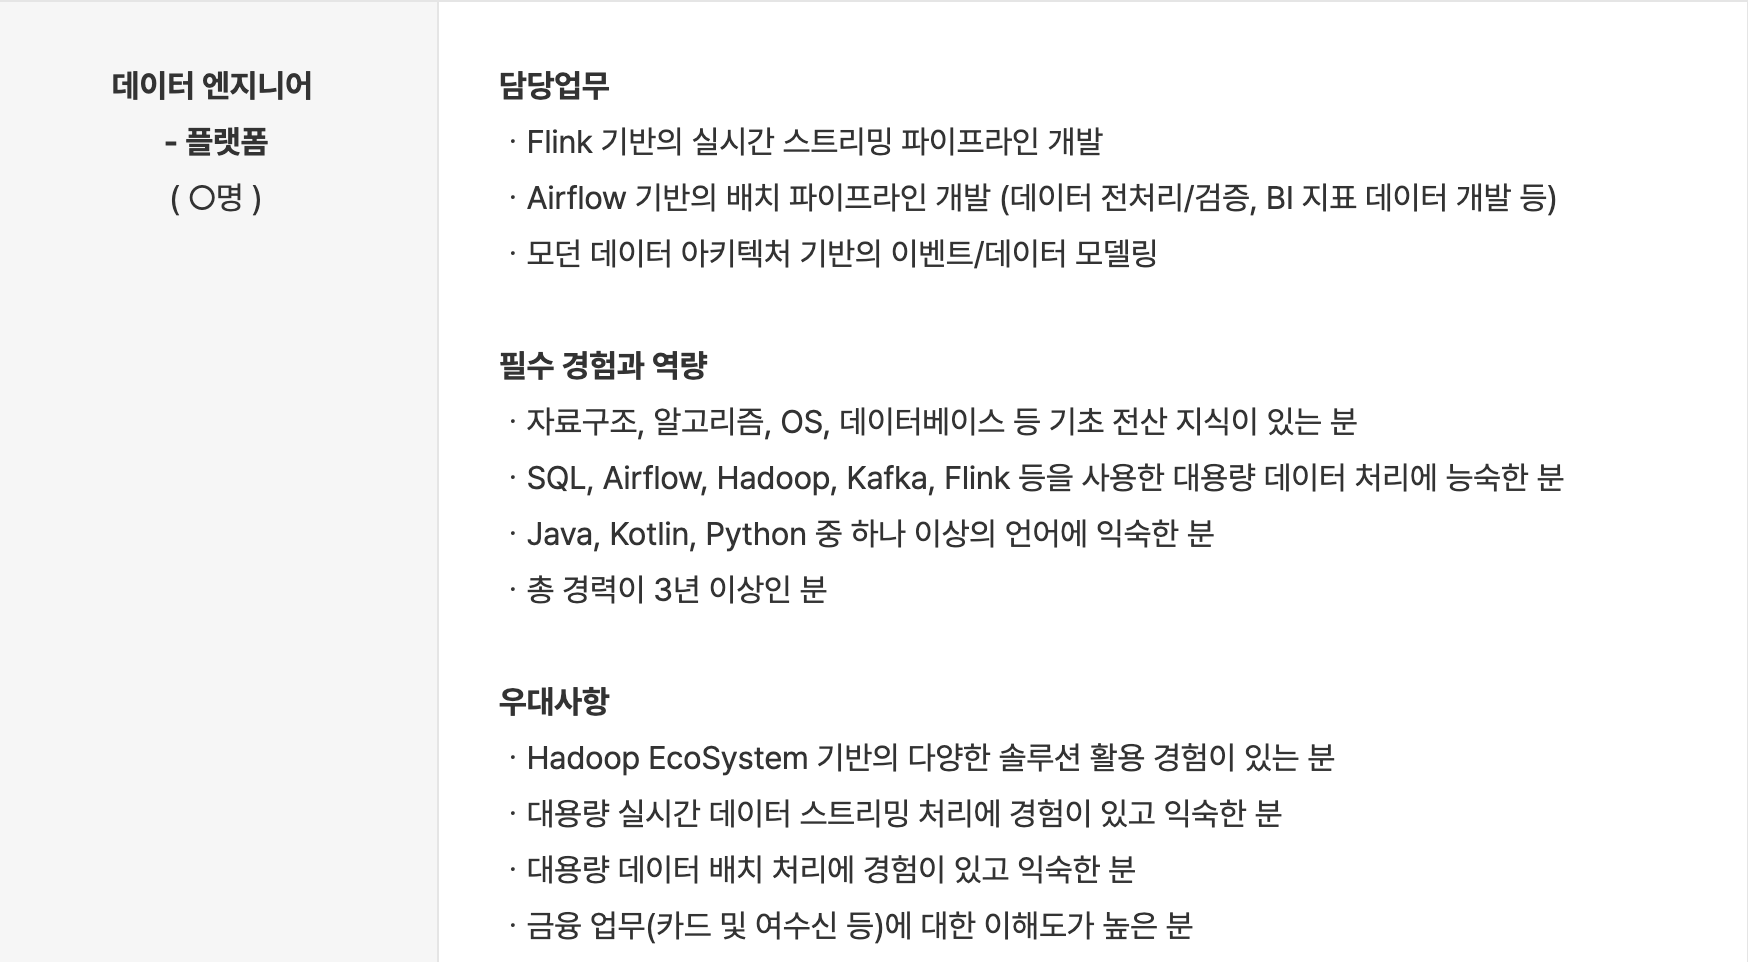 데이터 엔지니어
- 플랫폼
( ○명 )
담당업무
· Flink 기반의 실시간 스트리밍 파이프라인 개발
· Airflow 기반의 배치 파이프라인 개발 (데이터 전처리/검증, BI 지표 데이터 개발 등)
· 모던 데이터 아키텍처 기반의 이벤트/데이터 모델링
필수 경험과 역량
· 자료구조, 알고리즘, OS, 데이터베이스 등 기초 전산 지식이 있는 분
· SQL, Airflow, Hadoop, Kafka, Flink 등을 사용한 대용량 데이터 처리에 능숙한 분
· Java, Kotlin, Python 중 하나 이상의 언어에 익숙한 분
· 총 경력이 3년 이상인 분
우대사항
· Hadoop EcoSystem 기반의 다양한 솔루션 활용 경험이 있는 분
· 대용량 실시간 데이터 스트리밍 처리에 경험이 있고 익숙한 분
· 대용량 데이터 배치 처리에 경험이 있고 익숙한 분
· 금융 업무(카드 및 여수신 등)에 대한 이해도가 높은 분